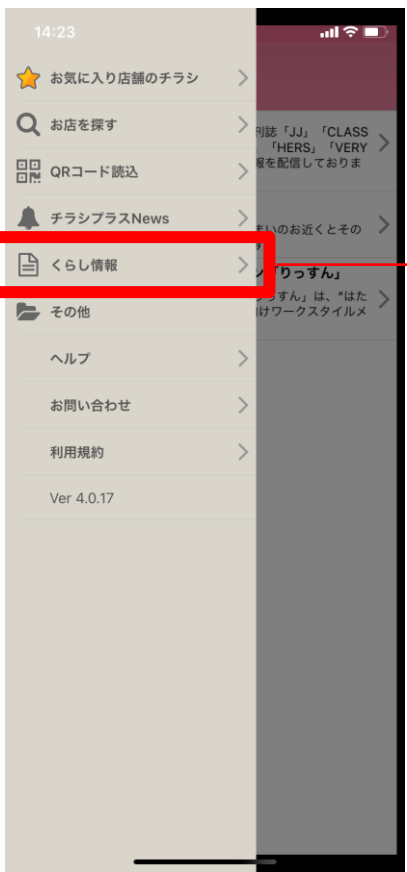 14:23
お気に入り店舗のチラシ
お店を探す
QRコード読込
チラシプラスNews
くらし情報
その他
ヘルプ
お問い合わせ
利用規約
Ver 4.0.17
刊誌「JJ」「CLASS
「HERS」「VERY
報を配信しておりま
まいのお近くとその
りっすん」
っすん」は、“はた
向けワークスタイルメ